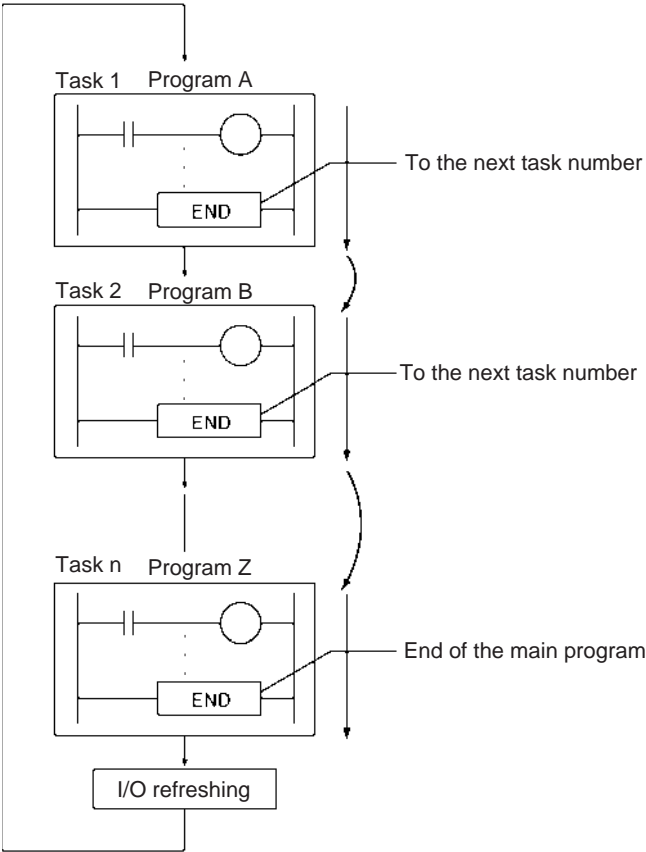 Task 1 Program A
To the next task number
END
Task 2 Program B
To the next task number
END
Task n Program Z
End of the main program
END
I/O refreshing